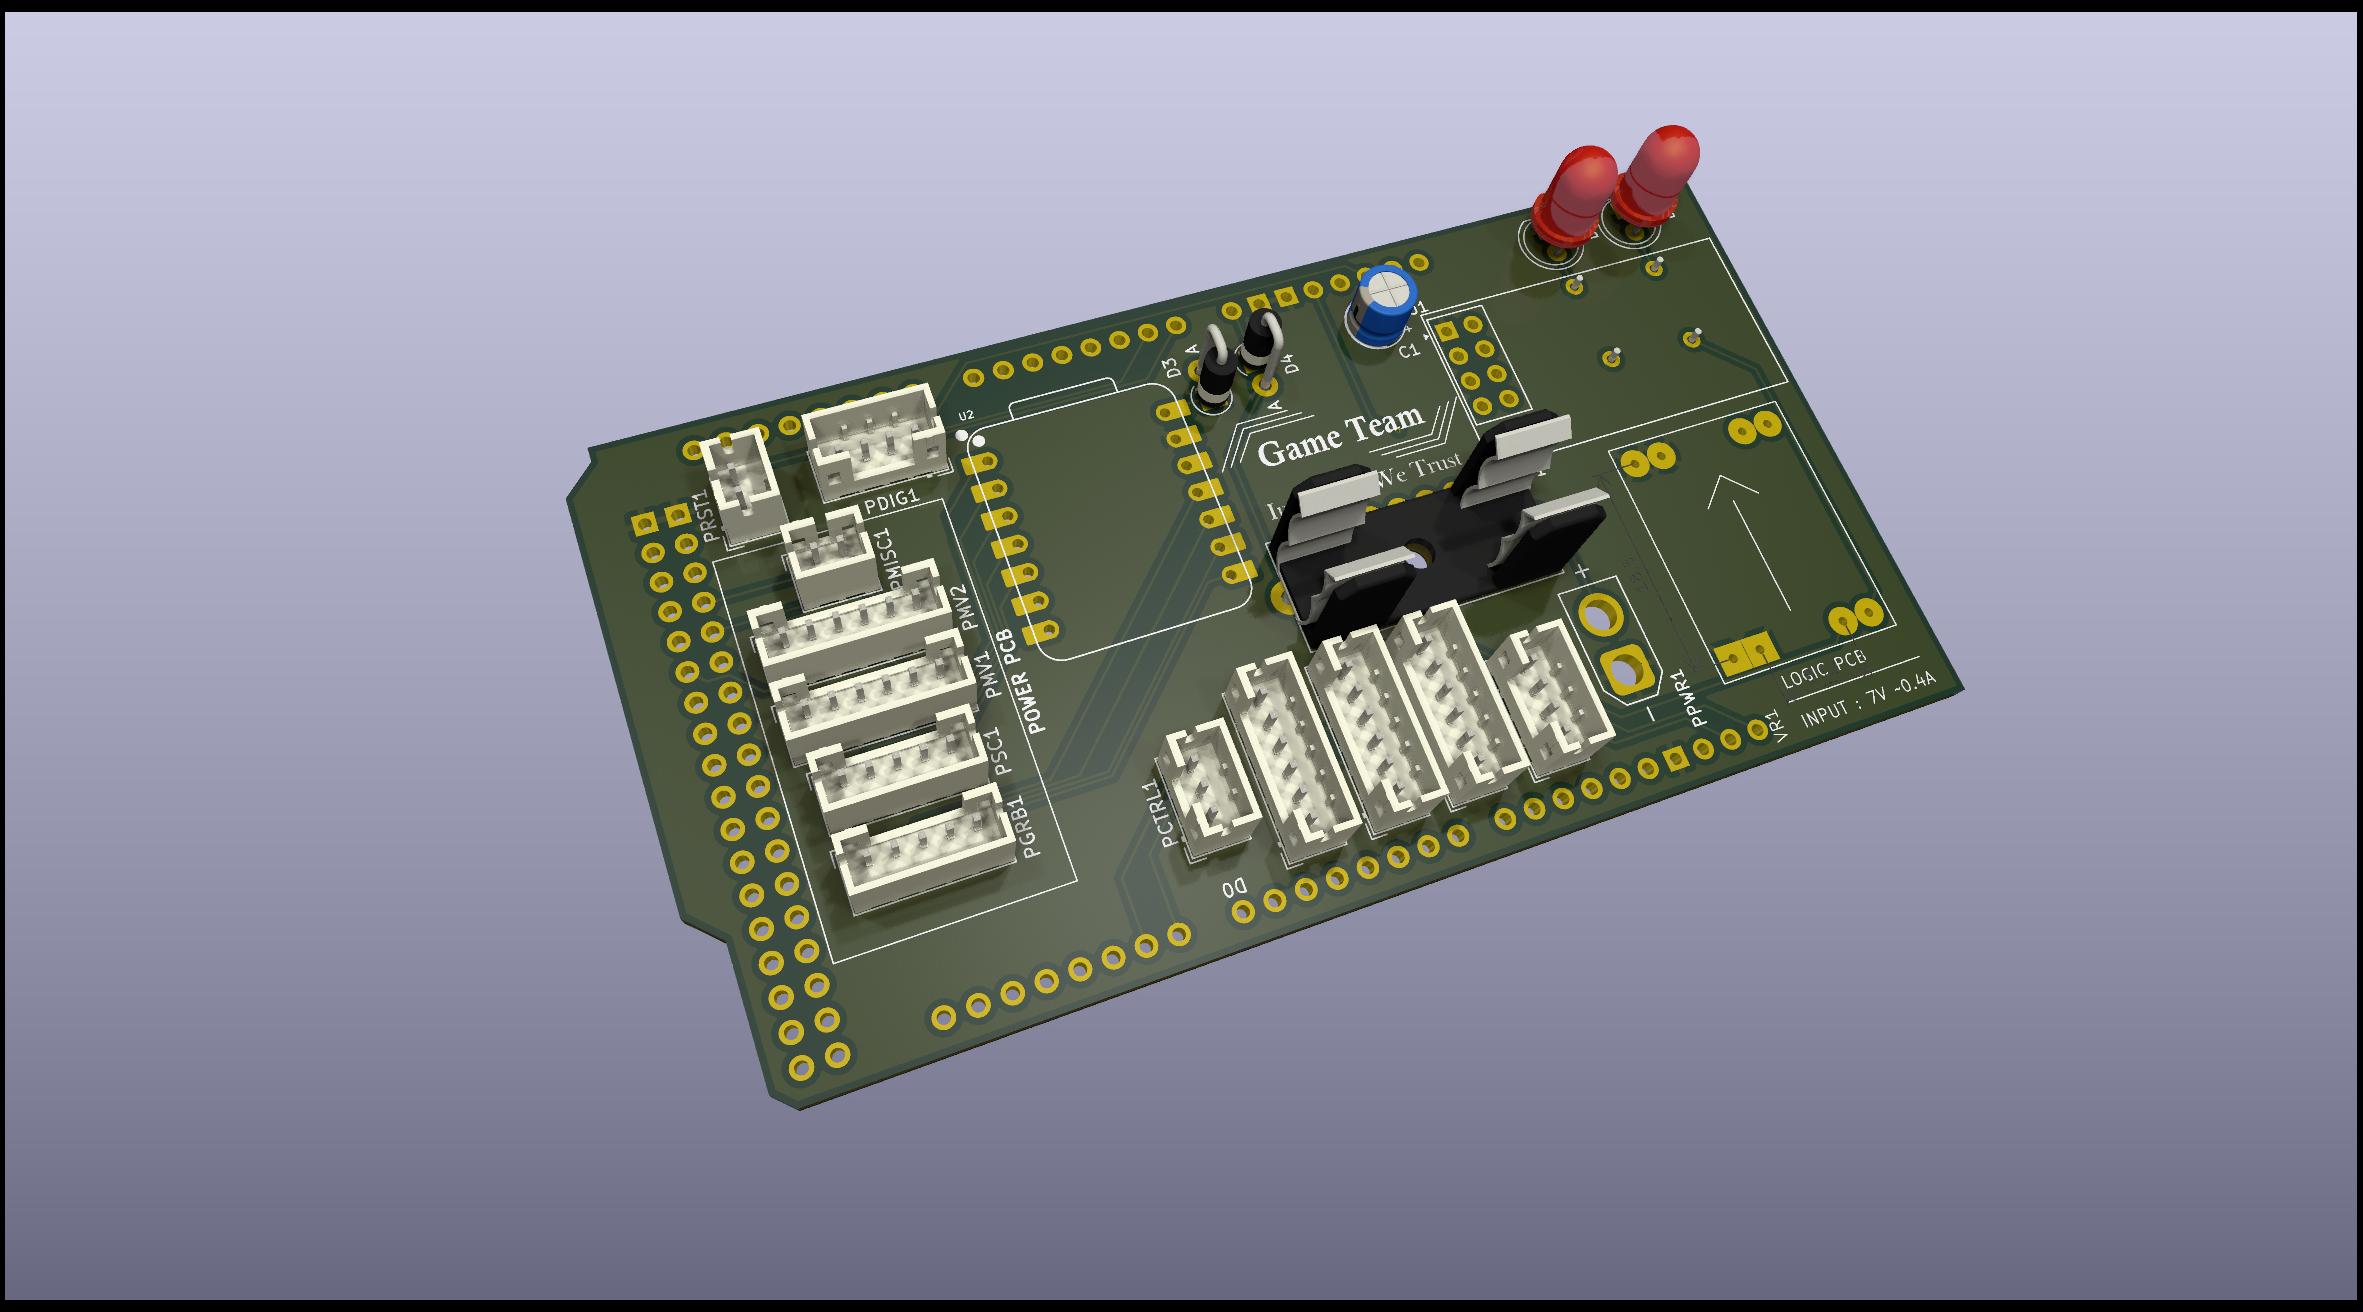 D3
A
D4
A
C1
U2
Game Team
We Trust
PRST1
PDIG1
PMISC1
PMV2
PMV1
POWER PCB
PSC1
PGRB1
PCTRL1
D0
+
−
PPWR1
VR1
LOGIC PCB
INPUT : 7V ~0.4A